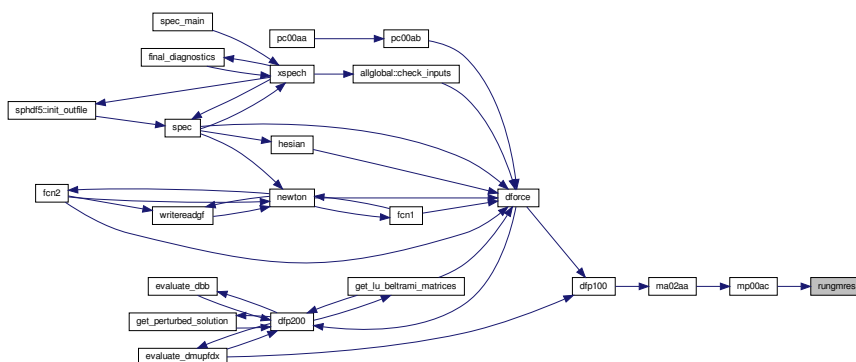 spec_main
pc00aa
pc00ab
final_diagnostics
xspech
allglobal::check_inputs
sphdf5::init_outfile
spec
hesian
fcn2
newton
dforce
writereadgf
fcn1
evaluate_dbb
get_lu_beltrami_matrices
dfp100
ma02aa
mp00ac
rungmres
get_perturbed_solution
dfp200
evaluate_dmupfdx